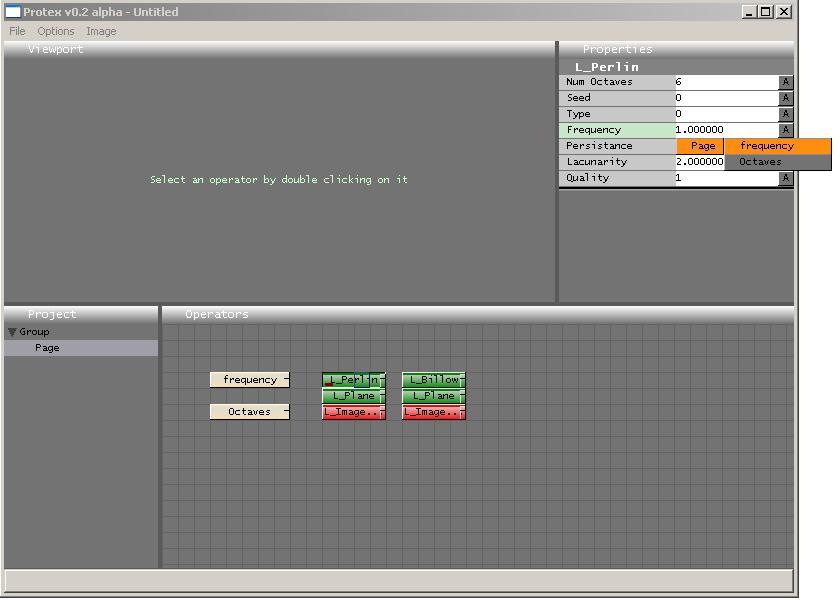 Protex v0.2 alpha - Untitled
File Options Image
Viewport
Select an operator by double clicking on it
Properties
L_Perlin
Num Octaves 6 A
Seed 0 A
Type 0 A
Frequency 1.000000 A
Persistance Page frequency
Lacunarity 2.000000 Octaves
Quality 1 A
Project
Group
Page
Operators
frequency L_Perlin L_Billow
L_Plane L_Plane
Octaves L_Image.. L_Image..